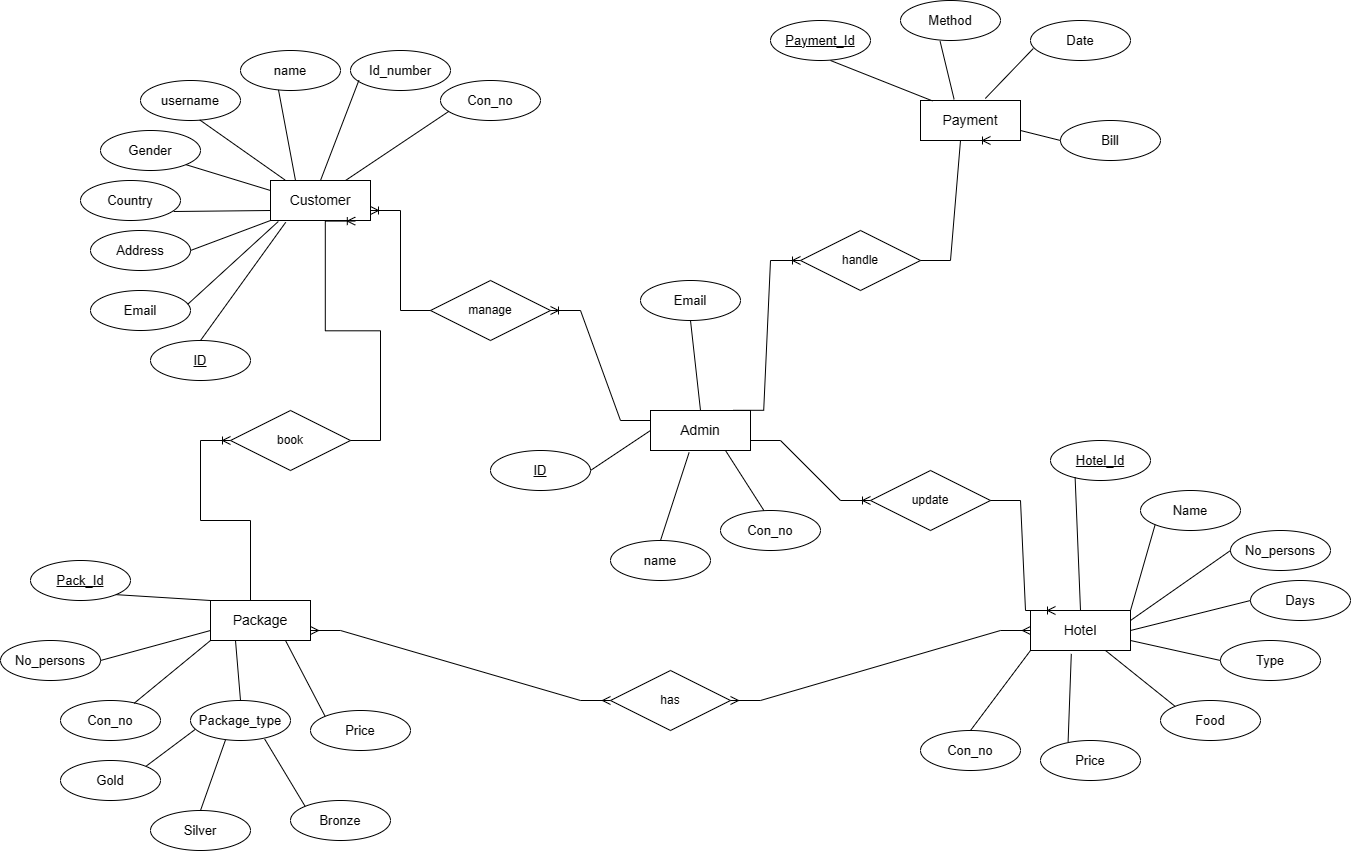 Method
Payment_Id
Date
name
Id_number
username
Con_no
Payment
Gender
Bill
Country
Customer
Address
handle
Email
manage
Email
ID
Admin
book
ID
Hotel_Id
update
Name
Con_no
name
No_persons
Pack_Id
Days
Package
Hotel
No_persons
Type
has
Con_no
Package_type
Price
Food
Con_no
Price
Gold
Silver
Bronze